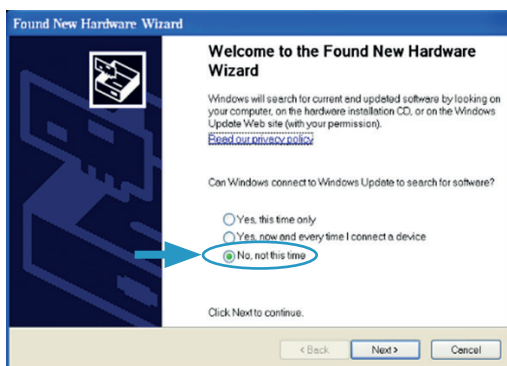 Found New Hardware Wizard
Welcome to the Found New Hardware
Wizard
Windows will search for current and updated software by looking on
your computer, on the hardware installation CD, or on the Windows
Update Web site (with your permission).
Read our privacy policy
Can Windows connect to Windows Update to search for software?
Yes, this time only
Yes, now and every time I connect a device
No, not this time
Click Next to continue.
< Back
Next >
Cancel